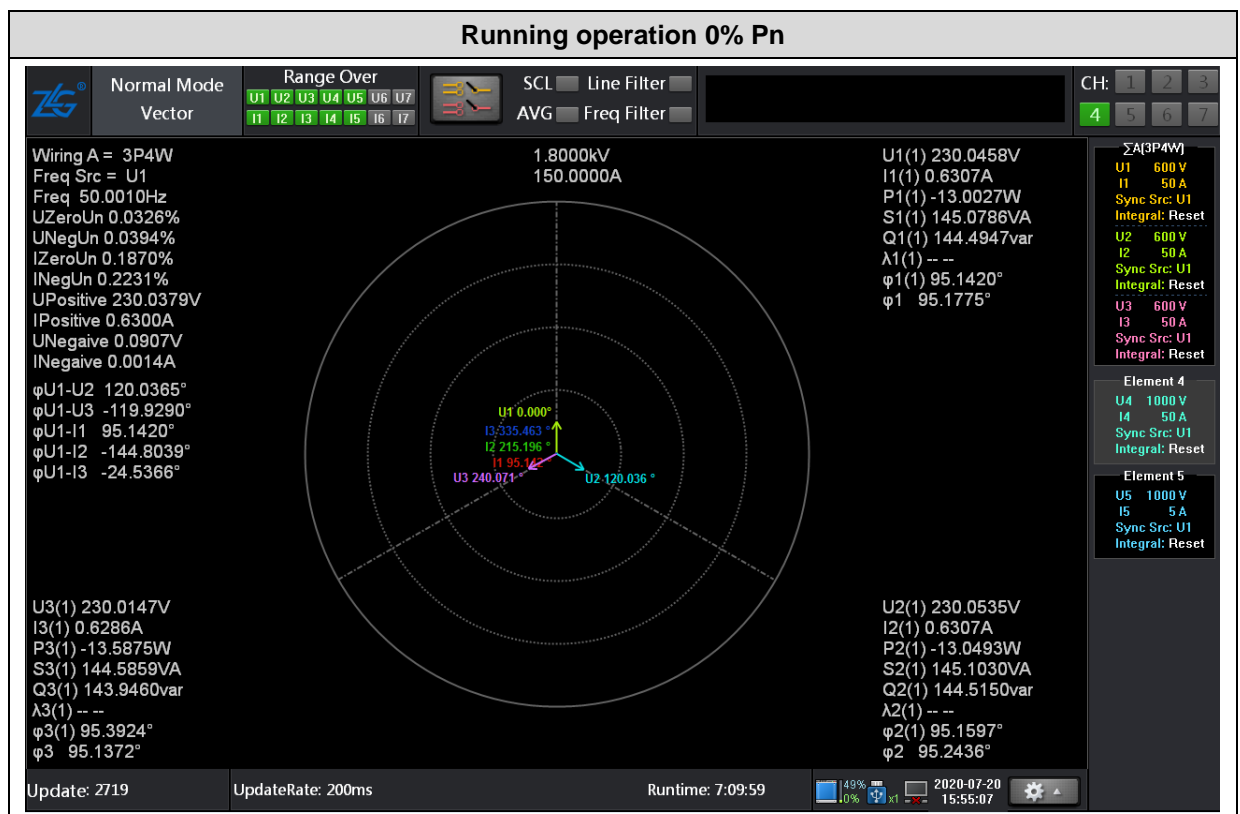 Running operation 0% Pn
ZLG®
Normal Mode
Vector
Range Over
U1 U2 U3 U4 U5 U6 U7
I1 I2 I3 I4 I5 I6 I7
SCL Line Filter
AVG Freq Filter
CH: 1 2 3
4 5 6 7
Wiring A = 3P4W
Freq Src = U1
Freq 50.0010Hz
UZeroUn 0.0326%
UNegUn 0.0394%
IZeroUn 0.1870%
INegUn 0.2231%
UPositive 230.0379V
IPositive 0.6300A
UNegaive 0.0907V
INegaive 0.0014A
φU1-U2 120.0365°
φU1-U3 -119.9290°
φU1-I1 95.1420°
φU1-I2 -144.8039°
φU1-I3 -24.5366°
1.8000kV
150.0000A
U1 0.000°
I3 335.463 °
I2 215.196 °
I1 95.142 °
U3 240.071 °
U2 120.036 °
U1(1) 230.0458V
I1(1) 0.6307A
P1(1) -13.0027W
S1(1) 145.0786VA
Q1(1) 144.4947var
λ1(1) -- --
φ1(1) 95.1420°
φ1 95.1775°
U3(1) 230.0147V
I3(1) 0.6286A
P3(1) -13.5875W
S3(1) 144.5859VA
Q3(1) 143.9460var
λ3(1) -- --
φ3(1) 95.3924°
φ3 95.1372°
U2(1) 230.0535V
I2(1) 0.6307A
P2(1) -13.0493W
S2(1) 145.1030VA
Q2(1) 144.5150var
λ2(1) -- --
φ2(1) 95.1597°
φ2 95.2436°
ΣA(3P4W)
U1 600 V
I1 50 A
Sync Src: U1
Integral: Reset
U2 600 V
I2 50 A
Sync Src: U1
Integral: Reset
U3 600 V
I3 50 A
Sync Src: U1
Integral: Reset
Element 4
U4 1000 V
I4 50 A
Sync Src: U1
Integral: Reset
Element 5
U5 1000 V
I5 5 A
Sync Src: U1
Integral: Reset
Update: 2719
UpdateRate: 200ms
Runtime: 7:09:59
49%
0%
x1
2020-07-20
15:55:07